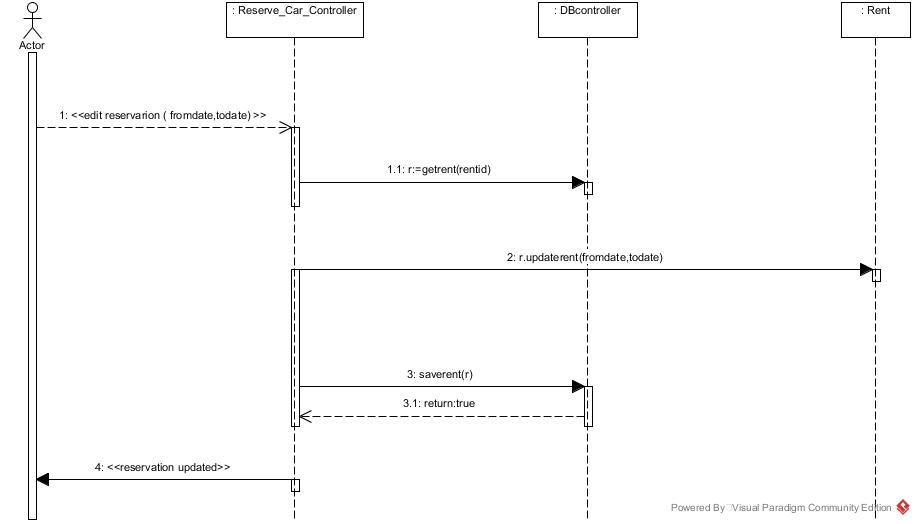 : Reserve_Car_Controller
: DBcontroller
: Rent
Actor
1: <<edit reservarion ( fromdate,todate) >>
1.1: r:=getrent(rentid)
2: r.updaterent(fromdate,todate)
3: saverent(r)
3.1: return:true
4: <<reservation updated>>
Powered By Visual Paradigm Community Edition